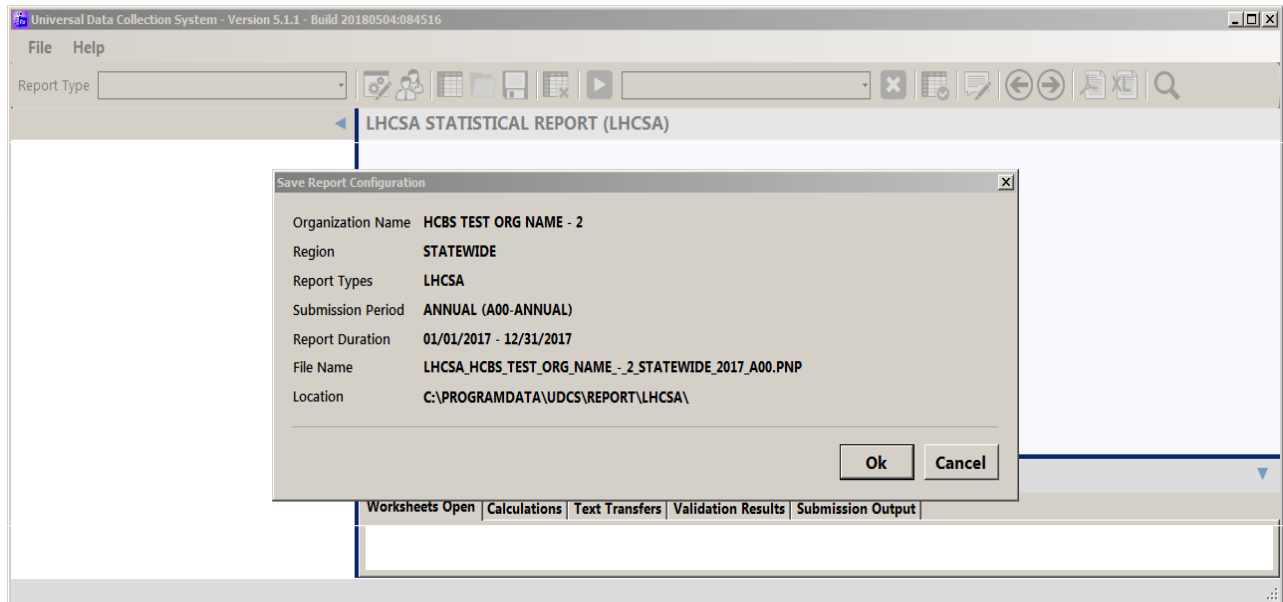 Universal Data Collection System - Version 5.1.1 - Build 20180504:084516
File Help
Report Type
LHCSA STATISTICAL REPORT (LHCSA)
Save Report Configuration
Organization Name HCBS TEST ORG NAME - 2
Region STATEWIDE
Report Types LHCSA
Submission Period ANNUAL (A00-ANNUAL)
Report Duration 01/01/2017 - 12/31/2017
File Name LHCSA_HCBS_TEST_ORG_NAME_-_2_STATEWIDE_2017_A00.PNP
Location C:\PROGRAMDATA\UDCS\REPORT\LHCSA\
Ok Cancel
Worksheets Open Calculations Text Transfers Validation Results Submission Output